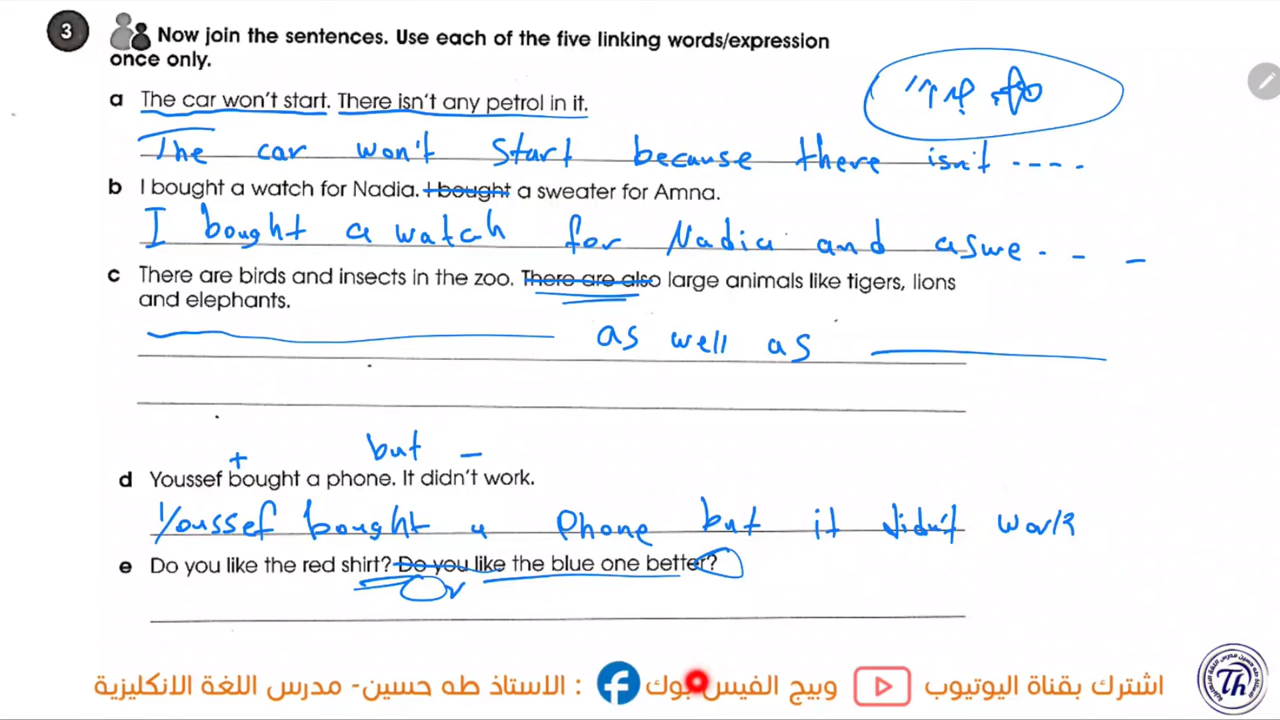 3 Now join the sentences. Use each of the five linking words/expression
once only.
a The car won't start. There isn't any petrol in it.
The car won't start because there isn't ----
b I bought a watch for Nadia. I bought a sweater for Amna.
I bought a watch for Nadia and a swe- - -
c There are birds and insects in the zoo. There are also large animals like tigers, lions
and elephants.
as well as
+ but -
d Youssef bought a phone. It didn't work.
Youssef bought a Phone but it didn't work
e Do you like the red shirt? Do you like the blue one better?
Or
اشترك بقناة اليوتيوب وبيج الفيس بوك : الاستاذ طه حسين- مدرس اللغة الانكليزية
Th